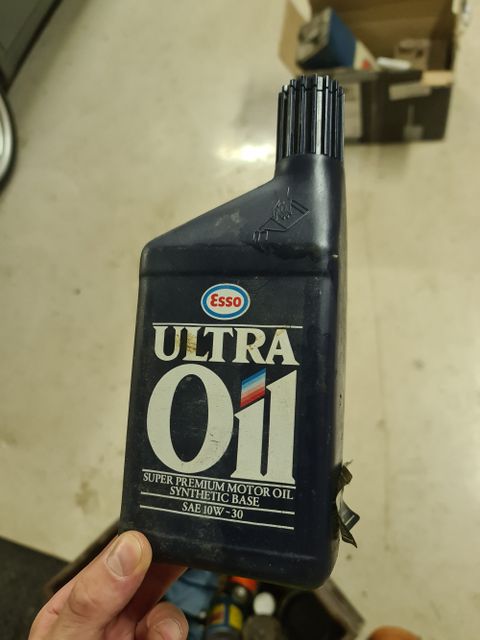 Esso
ULTRA
Oil
SUPER PREMIUM MOTOR OIL
SYNTHETIC BASE
SAE 10W-30